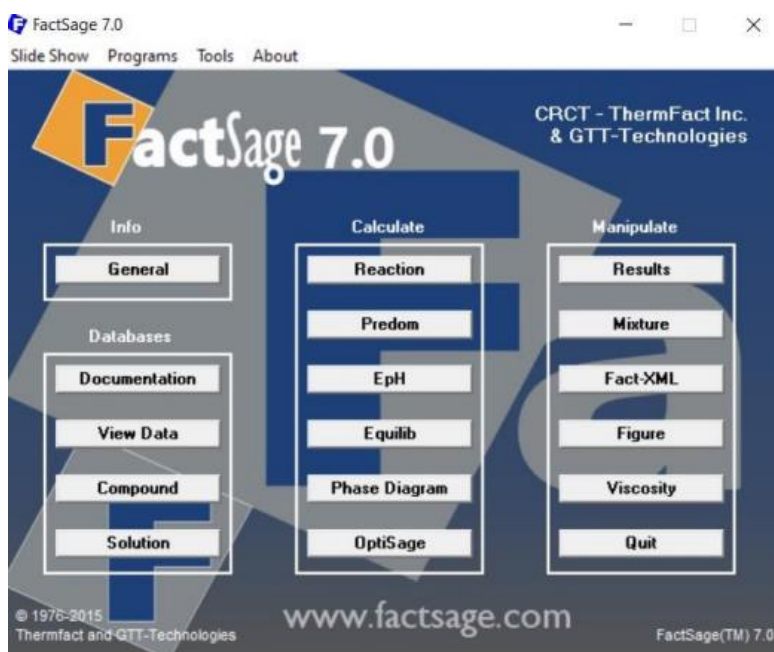 FactSage 7.0
Slide Show Programs Tools About
FactSage 7.0
CRCT - ThermFact Inc.
& GTT-Technologies
Info
General
Databases
Documentation
View Data
Compound
Solution
Calculate
Reaction
Predom
EpH
Equilib
Phase Diagram
OptiSage
Manipulate
Results
Mixture
Fact-XML
Figure
Viscosity
Quit
© 1976-2015
Thermfact and GTT-Technologies
www.factsage.com
FactSage(TM) 7.0